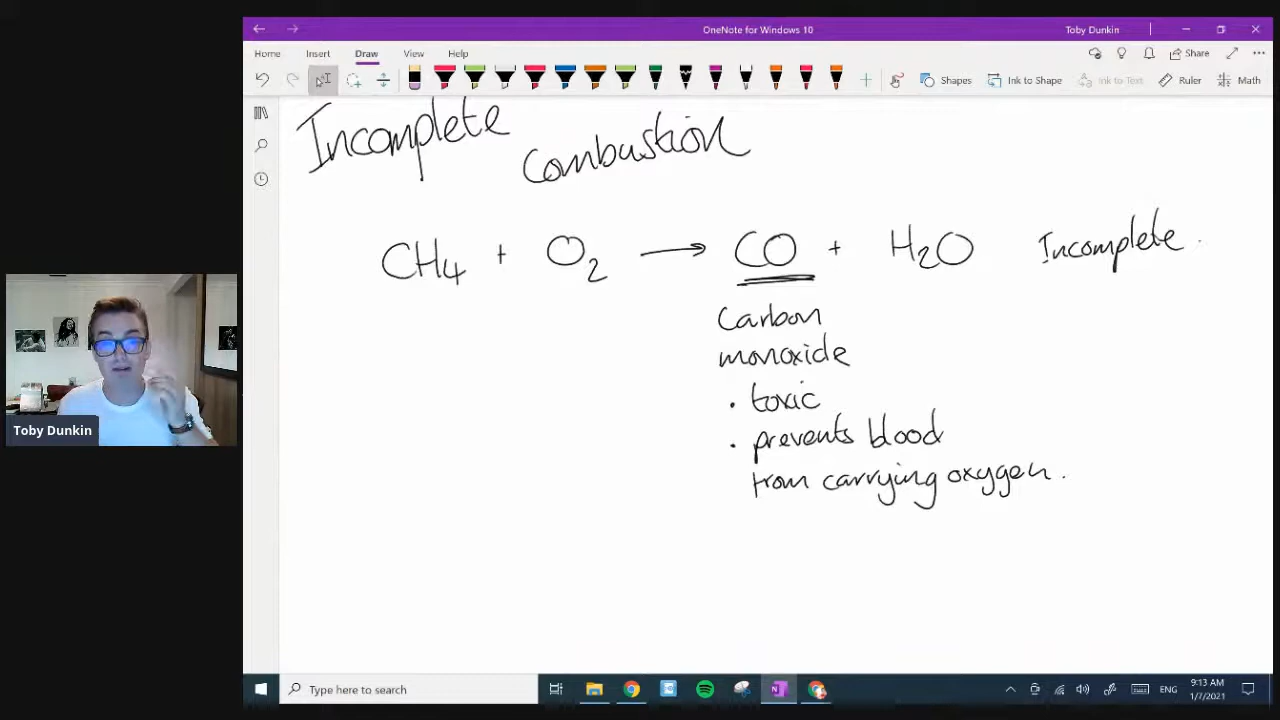 OneNote for Windows 10
Toby Dunkin
Home Insert Draw View Help
Share
Shapes Ink to Shape Ink to Text Ruler Math
Incomplete
Combustion
CH4 + O2 → CO + H2O Incomplete.
Carbon
monoxide
• toxic
• prevents blood
from carrying oxygen.
Toby Dunkin
Type here to search
ENG
9:13 AM
1/7/2021